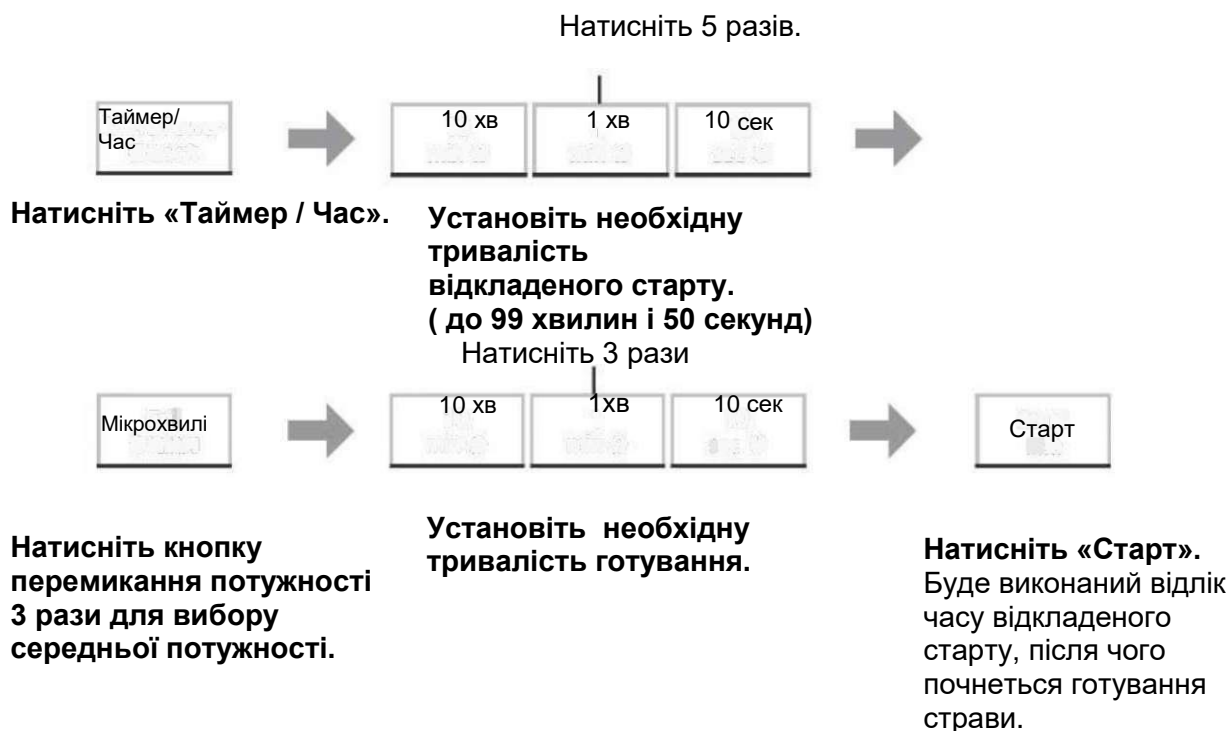 Натисніть 5 разів.
Таймер/
Час
10 хв
1 хв
10 сек
Натисніть «Таймер / Час».
Установіть необхідну
тривалість
відкладеного старту.
( до 99 хвилин і 50 секунд)
Натисніть 3 рази
Мікрохвилі
10 хв
1хв
10 сек
Старт
Натисніть кнопку
перемикання потужності
3 рази для вибору
середньої потужності.
Установіть необхідну
тривалість готування.
Натисніть «Старт».
Буде виконаний відлік
часу відкладеного
старту, після чого
почнеться готування
страви.